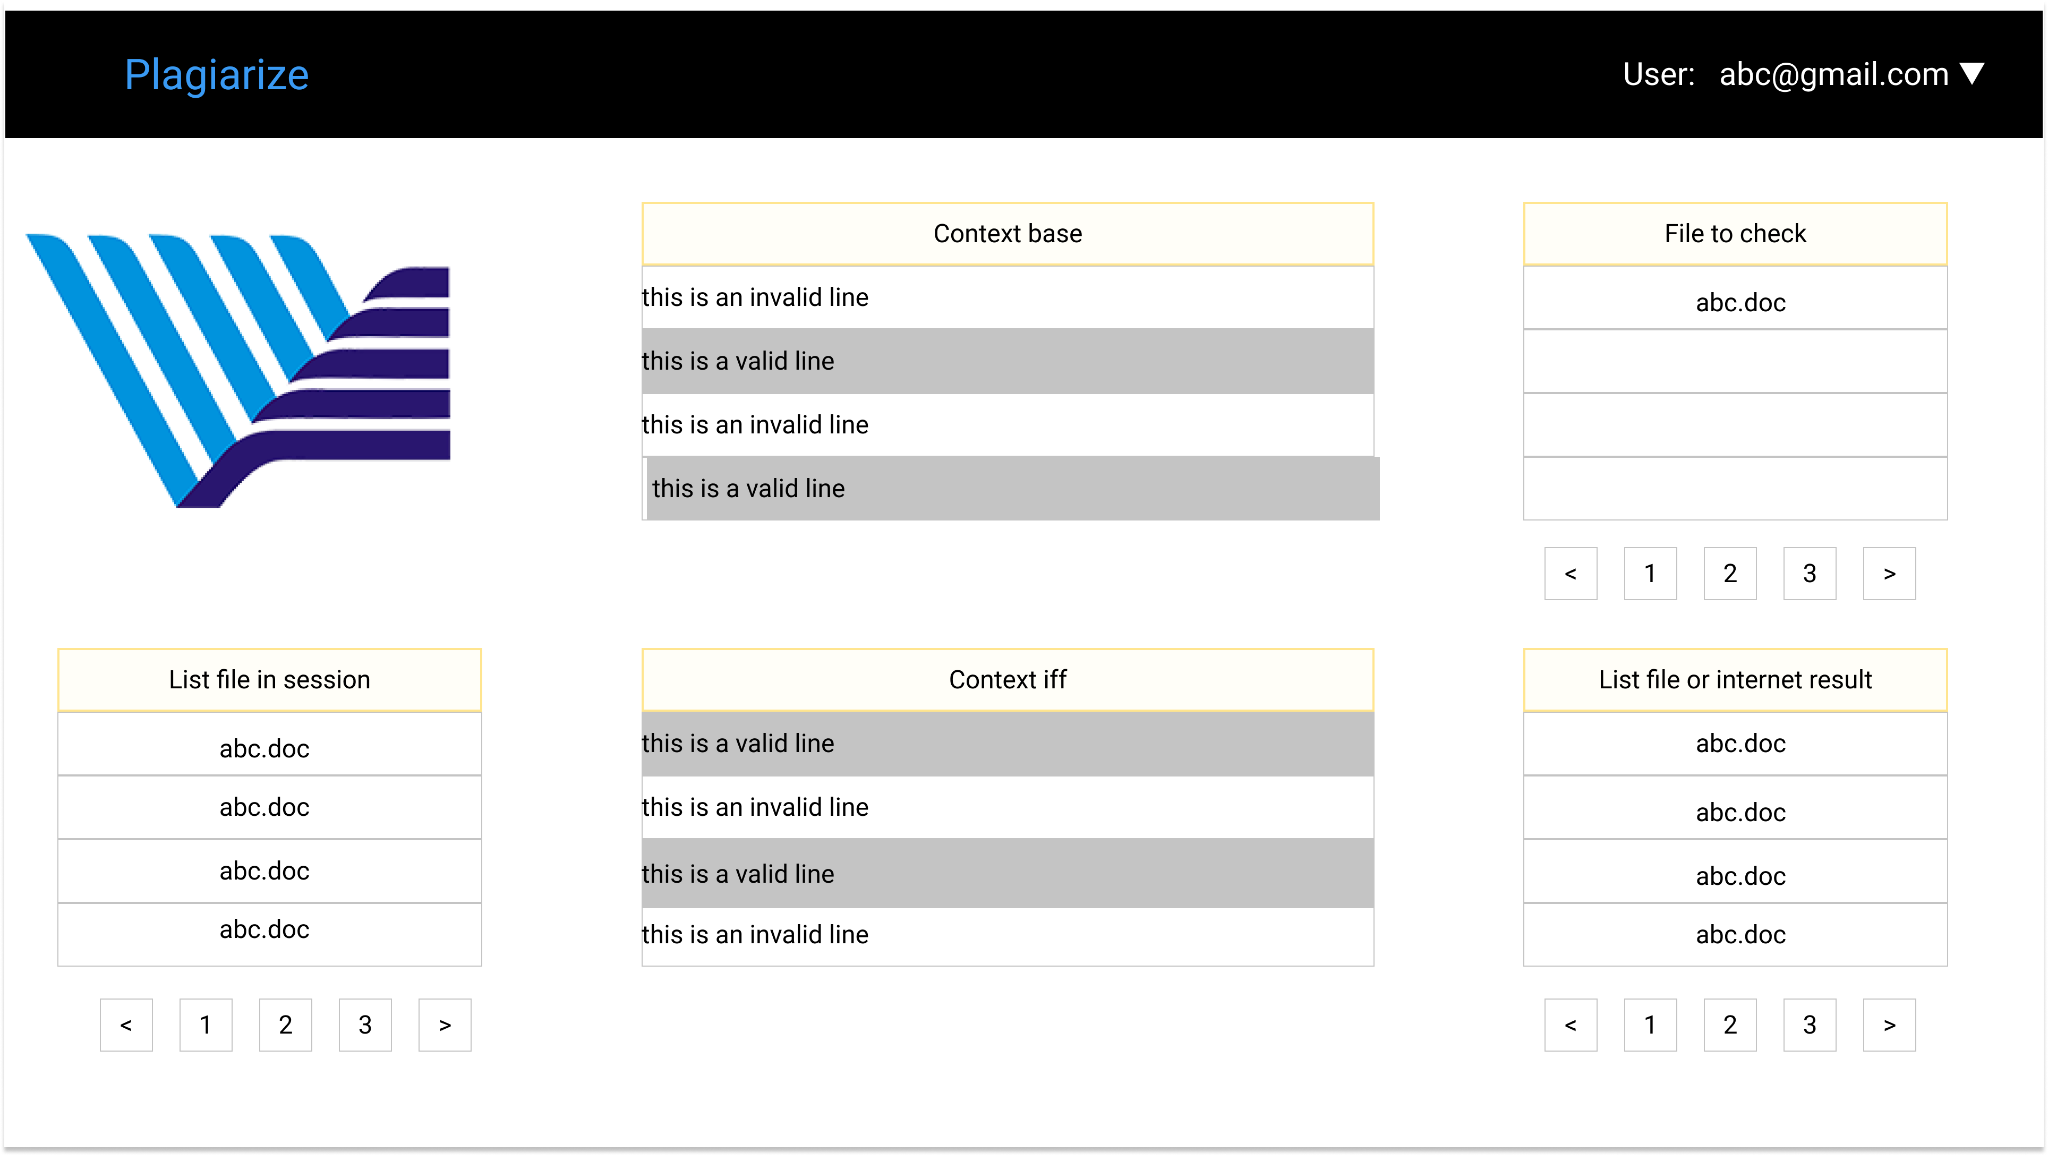 Plagiarize
User: abc@gmail.com ▼
Context base
this is an invalid line
this is a valid line
this is an invalid line
this is a valid line
File to check
abc.doc
< 1 2 3 >
List file in session
abc.doc
abc.doc
abc.doc
abc.doc
< 1 2 3 >
Context iff
this is a valid line
this is an invalid line
this is a valid line
this is an invalid line
List file or internet result
abc.doc
abc.doc
abc.doc
abc.doc
< 1 2 3 >